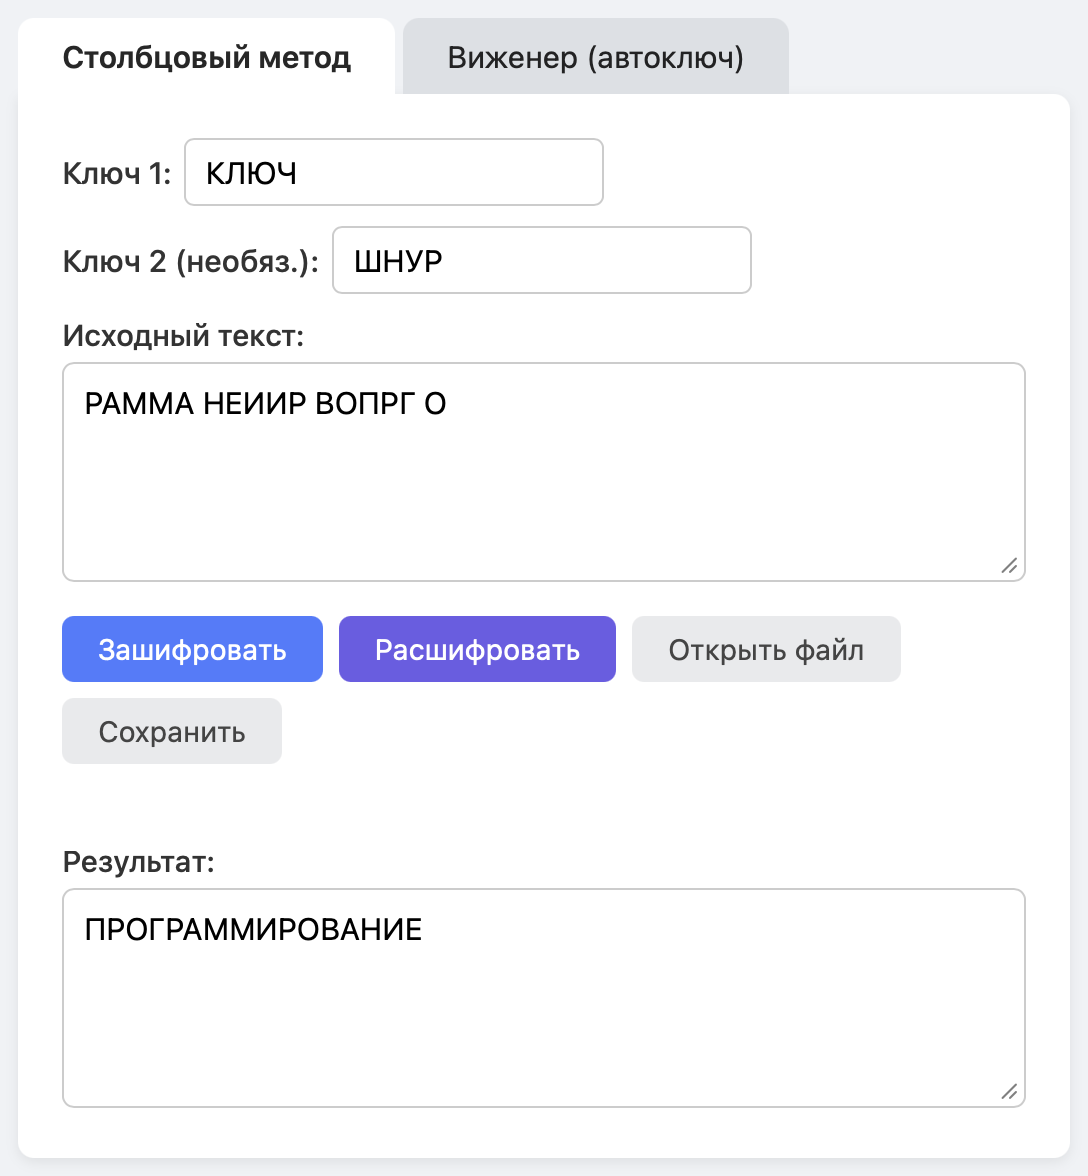 Столбцовый метод
Виженер (автоключ)
Ключ 1:
КЛЮЧ
Ключ 2 (необяз.):
ШНУР
Исходный текст:
РАММА НЕИИР ВОПРГ О
Зашифровать
Расшифровать
Открыть файл
Сохранить
Результат:
ПРОГРАММИРОВАНИЕ